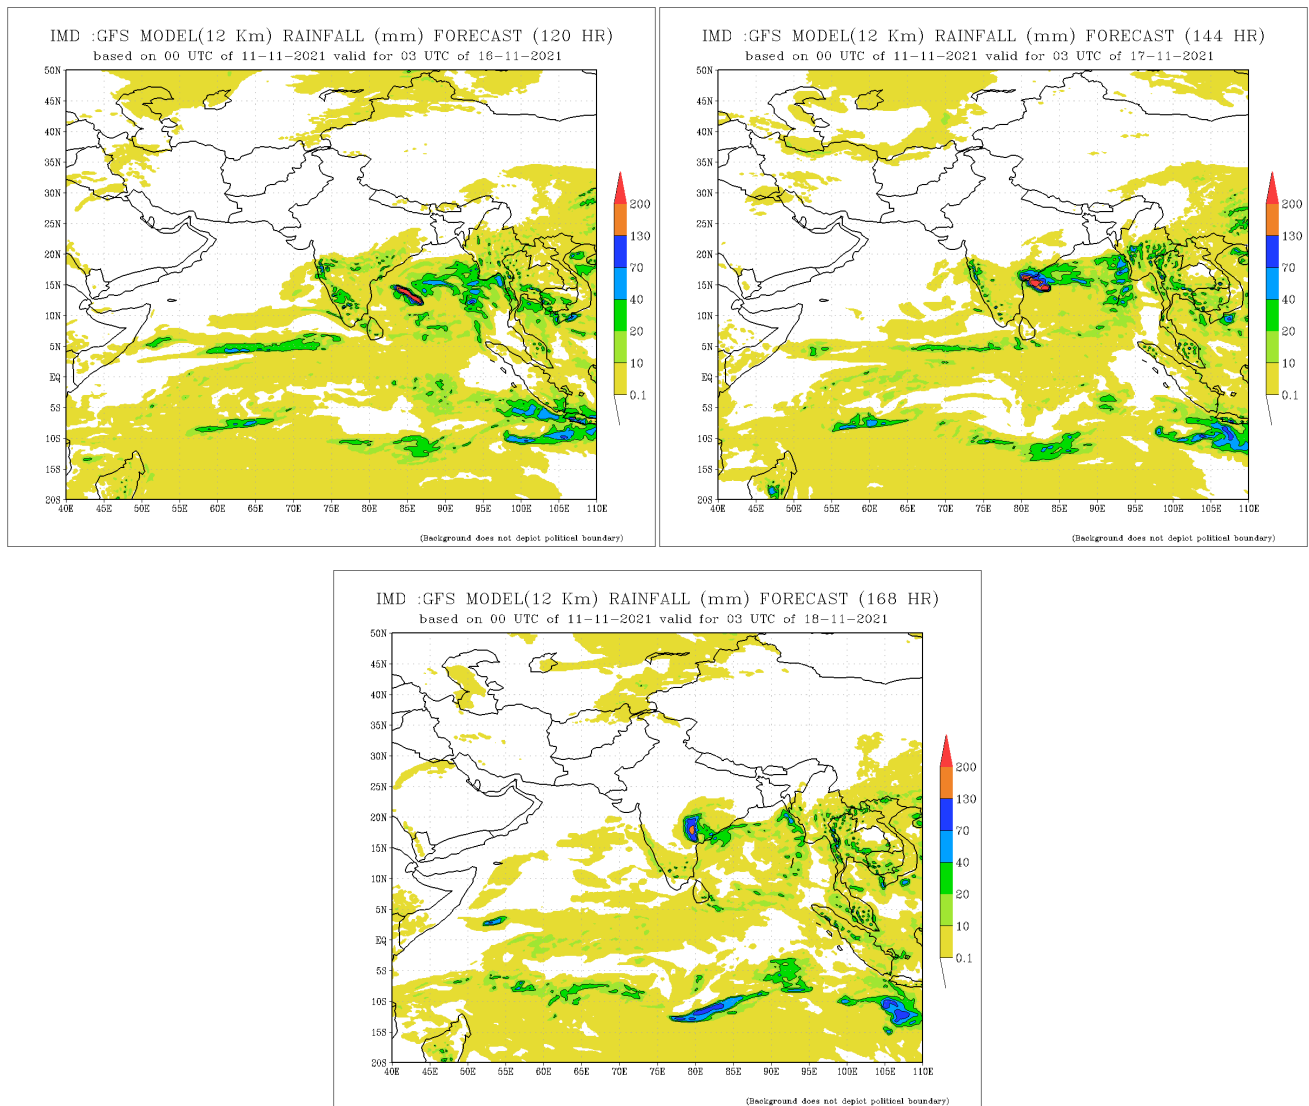 IMD :GFS MODEL(12 Km) RAINFALL (mm) FORECAST (120 HR)
based on 00 UTC of 11-11-2021 valid for 03 UTC of 16-11-2021
50N
45N
40N
35N
30N
25N
20N
15N
10N
5N
EQ
5S
10S
15S
20S
40E 45E 50E 55E 60E 65E 70E 75E 80E 85E 90E 95E 100E 105E 110E
200
130
70
40
20
10
0.1
(Background does not depict political boundary)
IMD :GFS MODEL(12 Km) RAINFALL (mm) FORECAST (144 HR)
based on 00 UTC of 11-11-2021 valid for 03 UTC of 17-11-2021
50N
45N
40N
35N
30N
25N
20N
15N
10N
5N
EQ
5S
10S
15S
20S
40E 45E 50E 55E 60E 65E 70E 75E 80E 85E 90E 95E 100E 105E 110E
200
130
70
40
20
10
0.1
(Background does not depict political boundary)
IMD :GFS MODEL(12 Km) RAINFALL (mm) FORECAST (168 HR)
based on 00 UTC of 11-11-2021 valid for 03 UTC of 18-11-2021
50N
45N
40N
35N
30N
25N
20N
15N
10N
5N
EQ
5S
10S
15S
20S
40E 45E 50E 55E 60E 65E 70E 75E 80E 85E 90E 95E 100E 105E 110E
200
130
70
40
20
10
0.1
(Background does not depict political boundary)